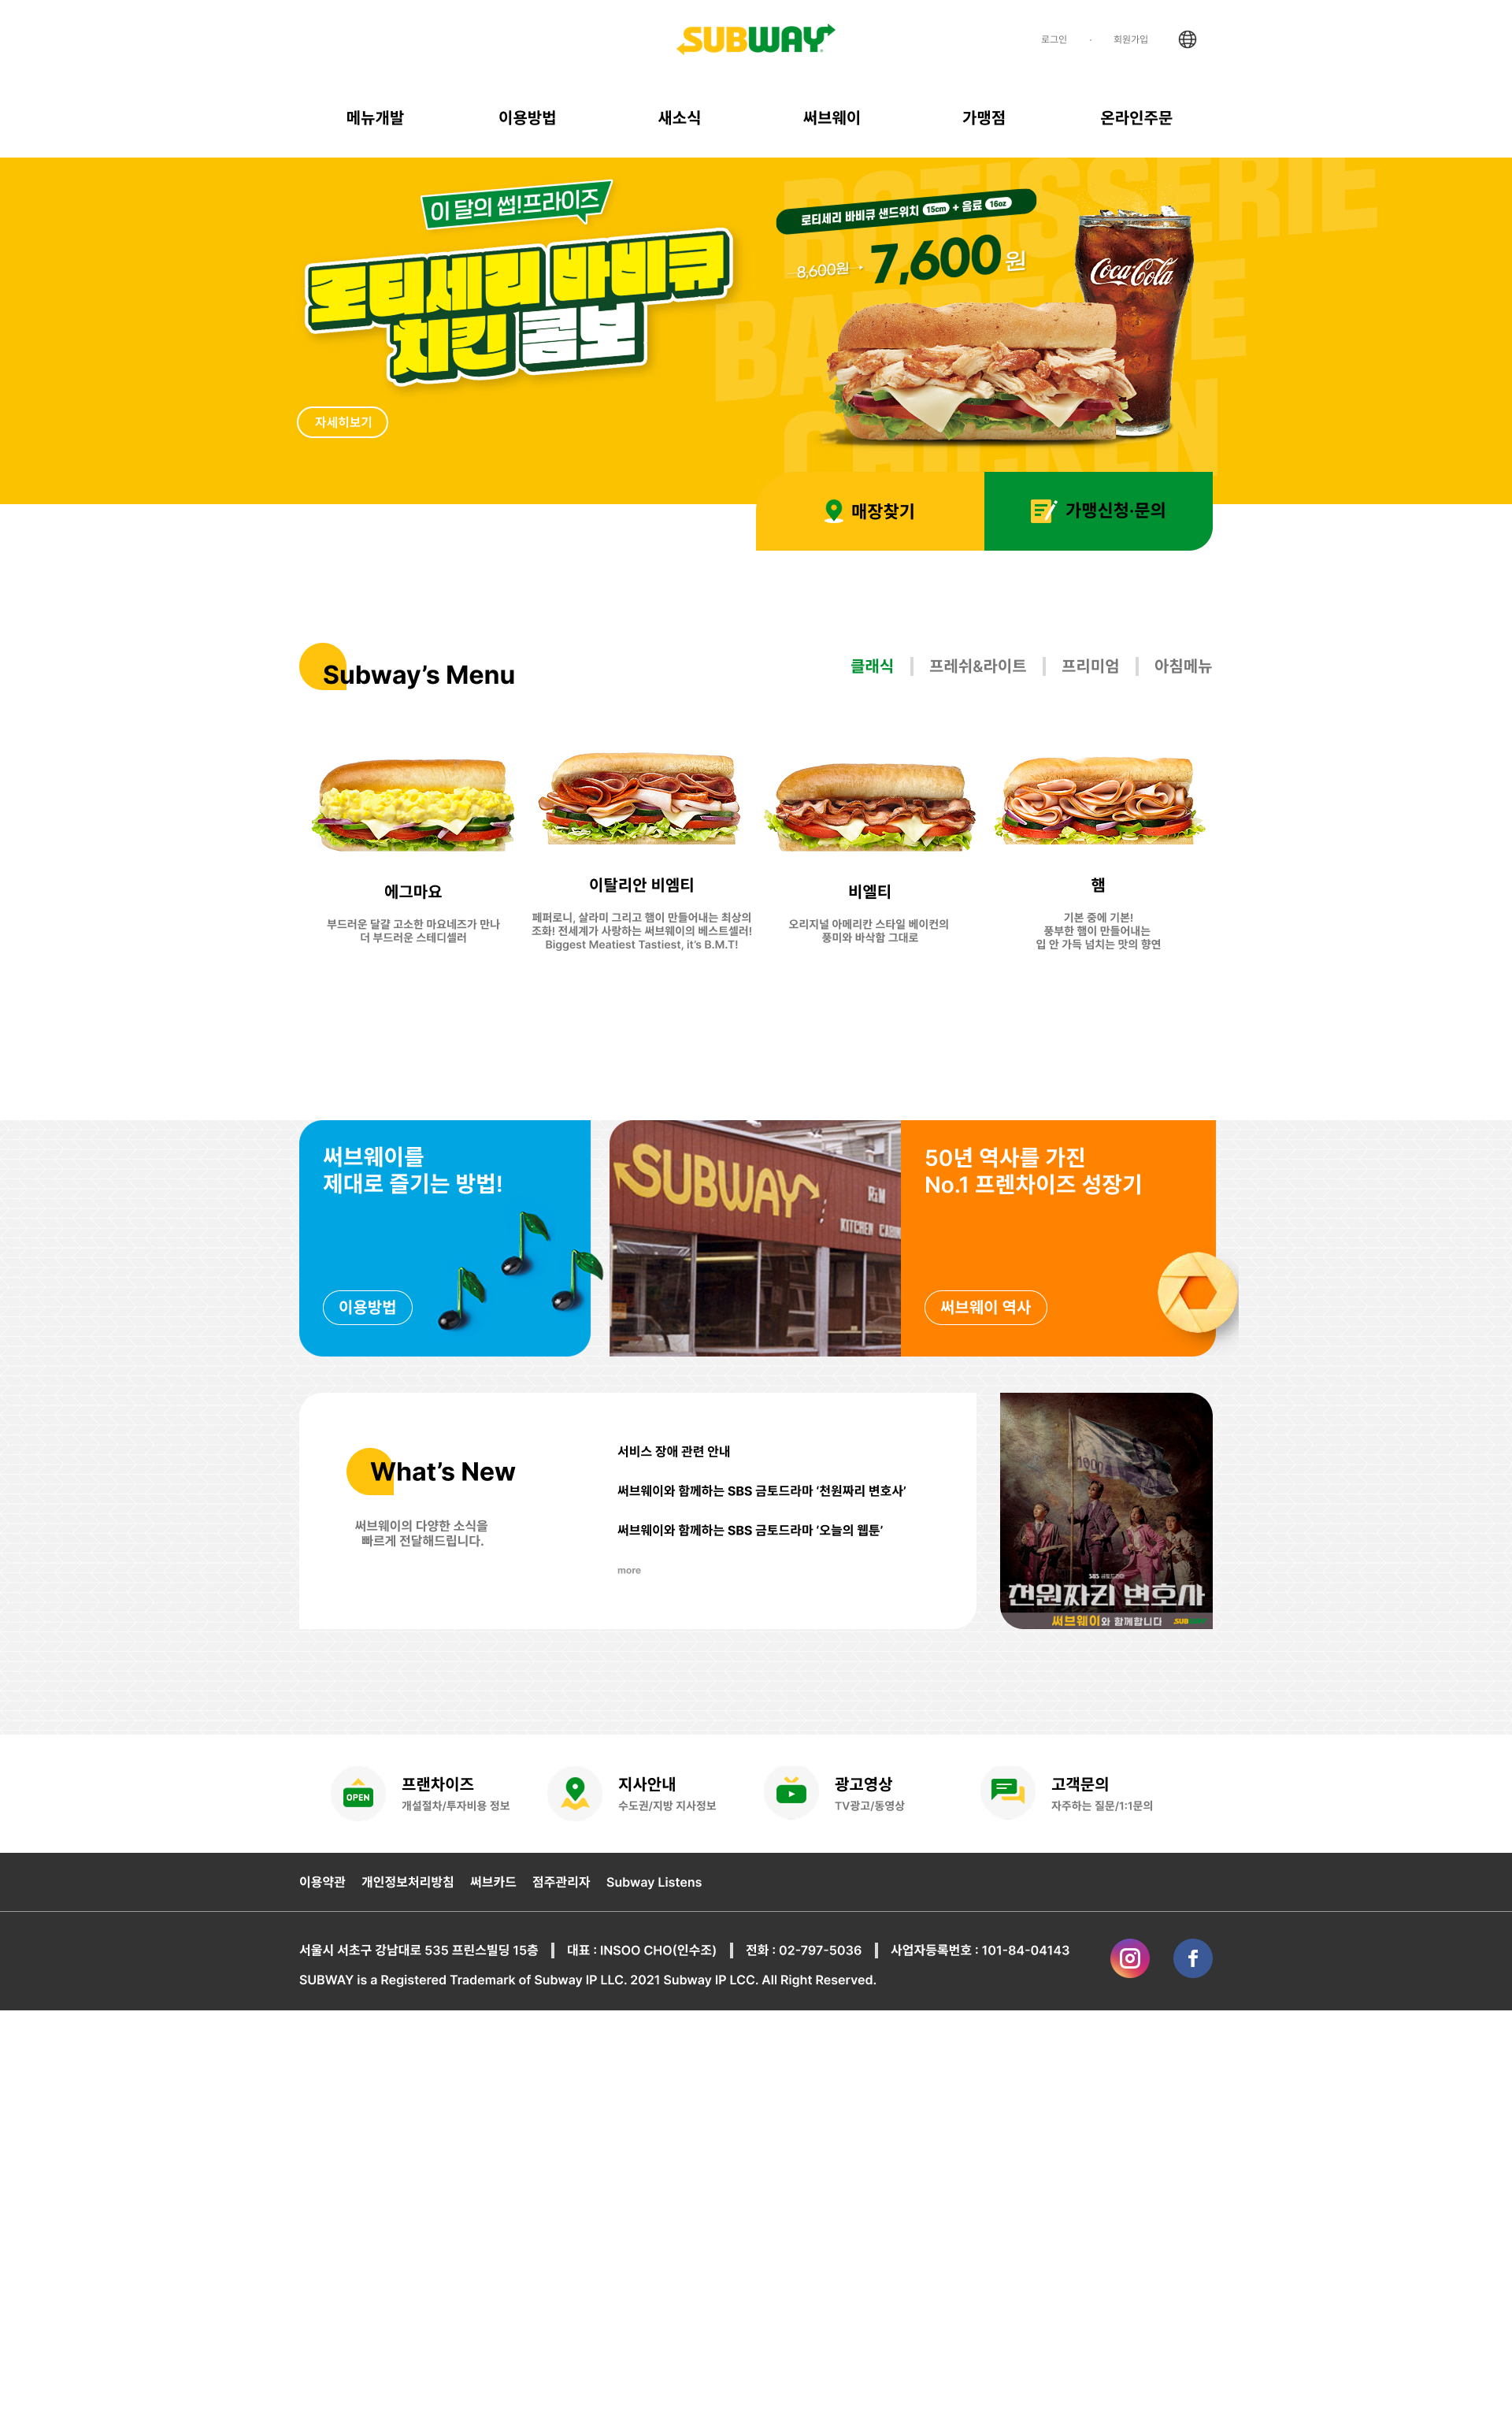 SUBWAY
로그인 · 회원가입
메뉴개발 이용방법 새소식 써브웨이 가맹점 온라인주문
ROTISSERIE
BARBECUE
CHICKEN
이 달의 썹!프라이즈
로티세리 바비큐
치킨 콤보
자세히보기
로티세리 바비큐 샌드위치 15cm + 음료 16oz
8,600원 7,600원
Coca-Cola
매장찾기
가맹신청·문의
Subway’s Menu
클래식 프레쉬&라이트 프리미엄 아침메뉴
에그마요
부드러운 달걀 고소한 마요네즈가 만나
더 부드러운 스테디셀러
이탈리안 비엠티
페퍼로니, 살라미 그리고 햄이 만들어내는 최상의
조화! 전세계가 사랑하는 써브웨이의 베스트셀러!
Biggest Meatiest Tastiest, it’s B.M.T!
비엘티
오리지널 아메리칸 스타일 베이컨의
풍미와 바삭함 그대로
햄
기본 중에 기본!
풍부한 햄이 만들어내는
입 안 가득 넘치는 맛의 향연
써브웨이를
제대로 즐기는 방법!
이용방법
SUBWAY
R&M
KITCHEN CABIN
50년 역사를 가진
No.1 프렌차이즈 성장기
써브웨이 역사
What’s New
써브웨이의 다양한 소식을
빠르게 전달해드립니다.
서비스 장애 관련 안내
써브웨이와 함께하는 SBS 금토드라마 ‘천원짜리 변호사’
써브웨이와 함께하는 SBS 금토드라마 ‘오늘의 웹툰’
more
1000
SBS 금토드라마
천원짜리 변호사
써브웨이와 함께합니다 SUBWAY
OPEN
프랜차이즈
개설절차/투자비용 정보
지사안내
수도권/지방 지사정보
광고영상
TV광고/동영상
고객문의
자주하는 질문/1:1문의
이용약관 개인정보처리방침 써브카드 점주관리자 Subway Listens
서울시 서초구 강남대로 535 프린스빌딩 15층 대표 : INSOO CHO(인수조) 전화 : 02-797-5036 사업자등록번호 : 101-84-04143
SUBWAY is a Registered Trademark of Subway IP LLC. 2021 Subway IP LCC. All Right Reserved.